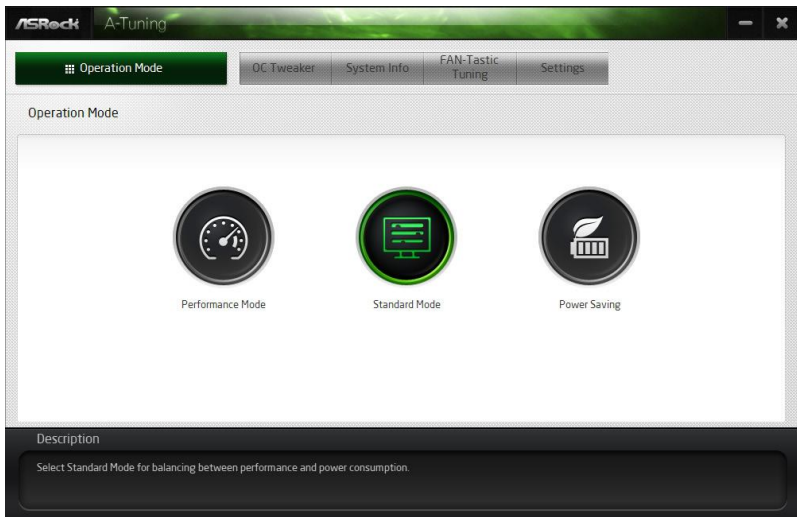 ASRock A-Tuning
Operation Mode OC Tweaker System Info FAN-Tastic Tuning Settings
Operation Mode
Performance Mode Standard Mode Power Saving
Description
Select Standard Mode for balancing between performance and power consumption.